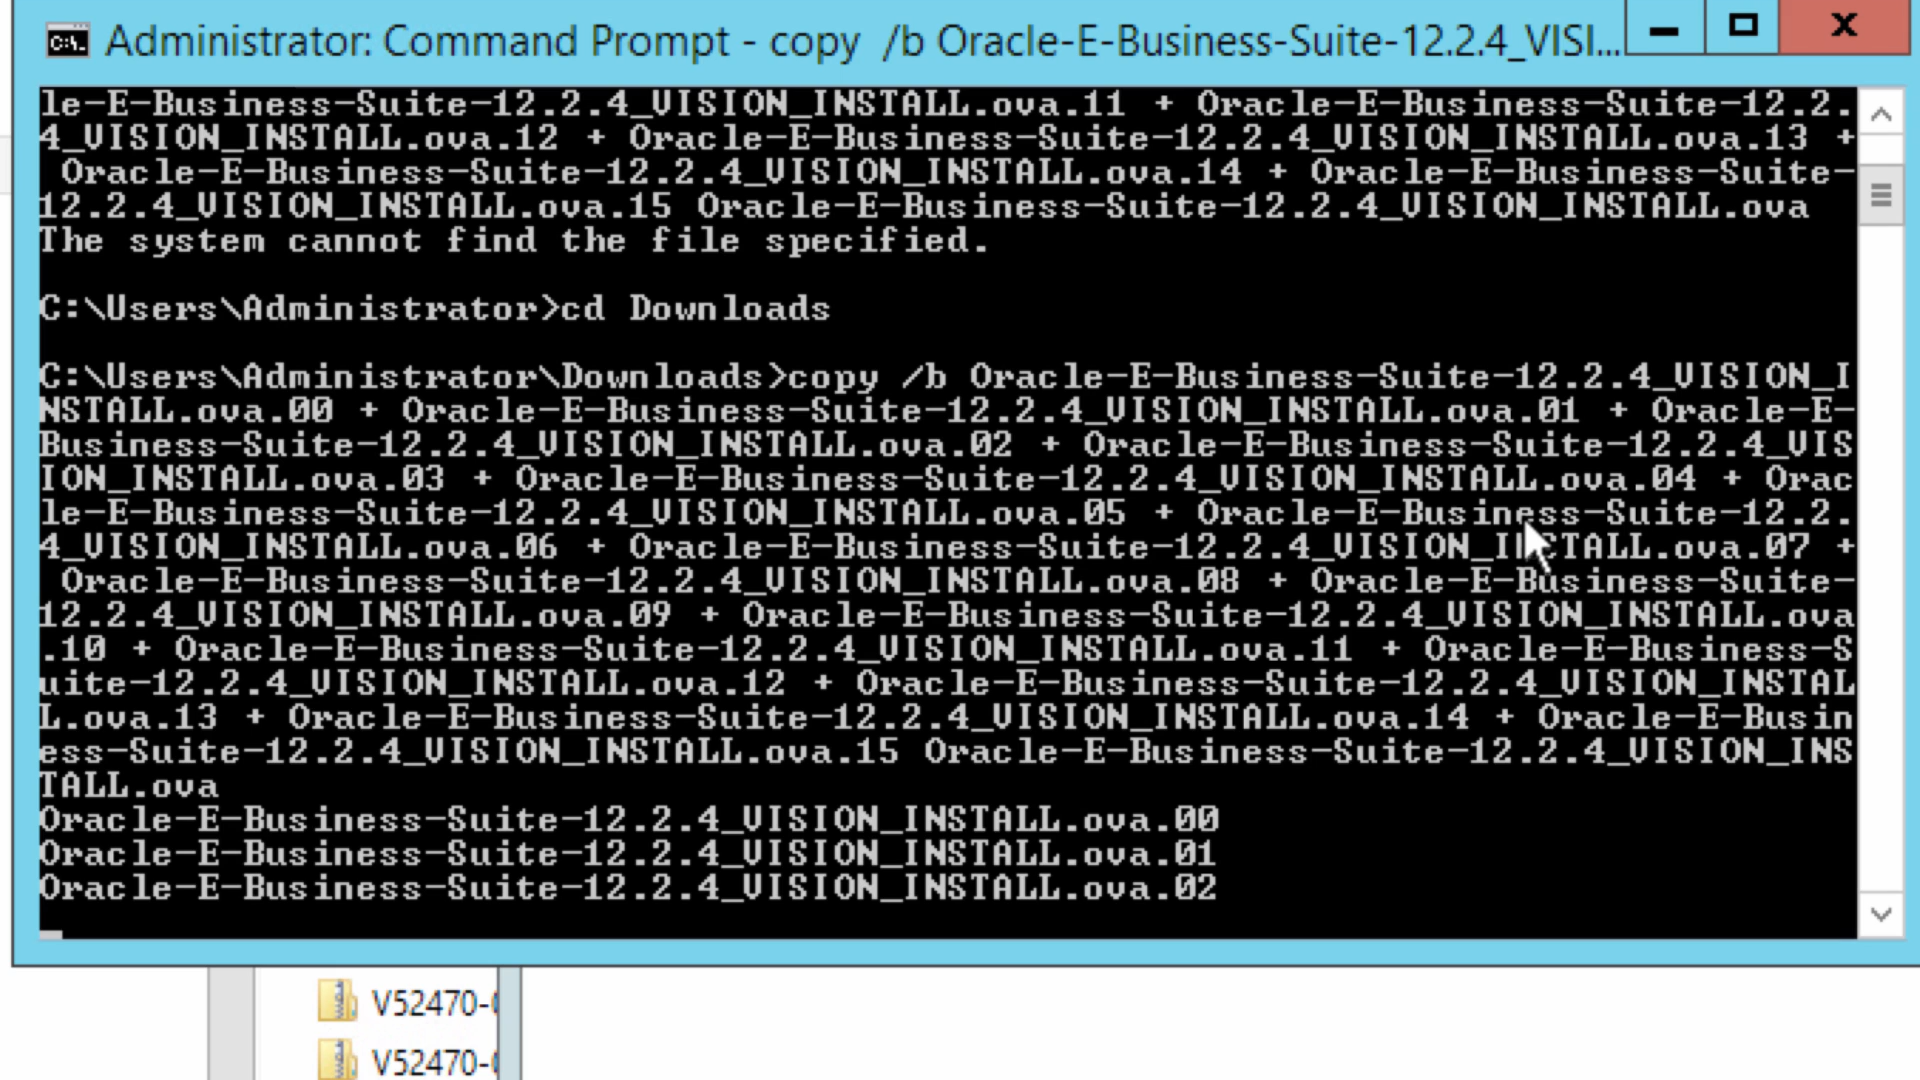 Administrator: Command Prompt - copy /b Oracle-E-Business-Suite-12.2.4_VISI...
le-E-Business-Suite-12.2.4_VISION_INSTALL.ova.11 + Oracle-E-Business-Suite-12.2.
4_VISION_INSTALL.ova.12 + Oracle-E-Business-Suite-12.2.4_VISION_INSTALL.ova.13 +
 Oracle-E-Business-Suite-12.2.4_VISION_INSTALL.ova.14 + Oracle-E-Business-Suite-
12.2.4_VISION_INSTALL.ova.15 Oracle-E-Business-Suite-12.2.4_VISION_INSTALL.ova
The system cannot find the file specified.
C:\Users\Administrator>cd Downloads
C:\Users\Administrator\Downloads>copy /b Oracle-E-Business-Suite-12.2.4_VISION_I
NSTALL.ova.00 + Oracle-E-Business-Suite-12.2.4_VISION_INSTALL.ova.01 + Oracle-E-
Business-Suite-12.2.4_VISION_INSTALL.ova.02 + Oracle-E-Business-Suite-12.2.4_VIS
ION_INSTALL.ova.03 + Oracle-E-Business-Suite-12.2.4_VISION_INSTALL.ova.04 + Orac
le-E-Business-Suite-12.2.4_VISION_INSTALL.ova.05 + Oracle-E-Business-Suite-12.2.
4_VISION_INSTALL.ova.06 + Oracle-E-Business-Suite-12.2.4_VISION_INSTALL.ova.07 +
 Oracle-E-Business-Suite-12.2.4_VISION_INSTALL.ova.08 + Oracle-E-Business-Suite-
12.2.4_VISION_INSTALL.ova.09 + Oracle-E-Business-Suite-12.2.4_VISION_INSTALL.ova
.10 + Oracle-E-Business-Suite-12.2.4_VISION_INSTALL.ova.11 + Oracle-E-Business-S
uite-12.2.4_VISION_INSTALL.ova.12 + Oracle-E-Business-Suite-12.2.4_VISION_INSTAL
L.ova.13 + Oracle-E-Business-Suite-12.2.4_VISION_INSTALL.ova.14 + Oracle-E-Busin
ess-Suite-12.2.4_VISION_INSTALL.ova.15 Oracle-E-Business-Suite-12.2.4_VISION_INS
TALL.ova
Oracle-E-Business-Suite-12.2.4_VISION_INSTALL.ova.00
Oracle-E-Business-Suite-12.2.4_VISION_INSTALL.ova.01
Oracle-E-Business-Suite-12.2.4_VISION_INSTALL.ova.02
V52470-
V52470-